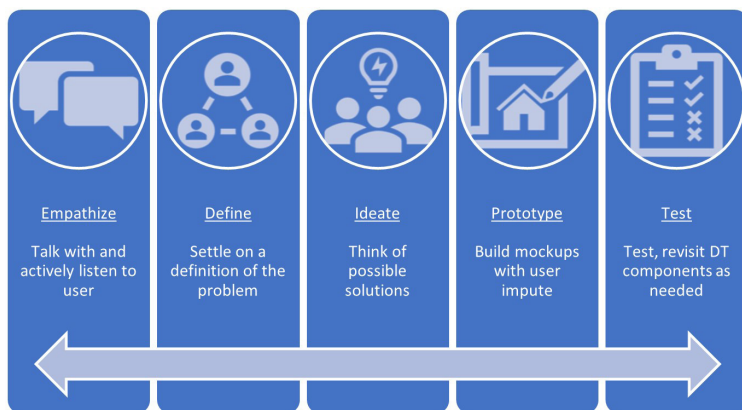 Empathize
Talk with and
actively listen to
user
Define
Settle on a
definition of the
problem
Ideate
Think of
possible
solutions
Prototype
Build mockups
with user
impute
Test
Test, revisit DT
components as
needed